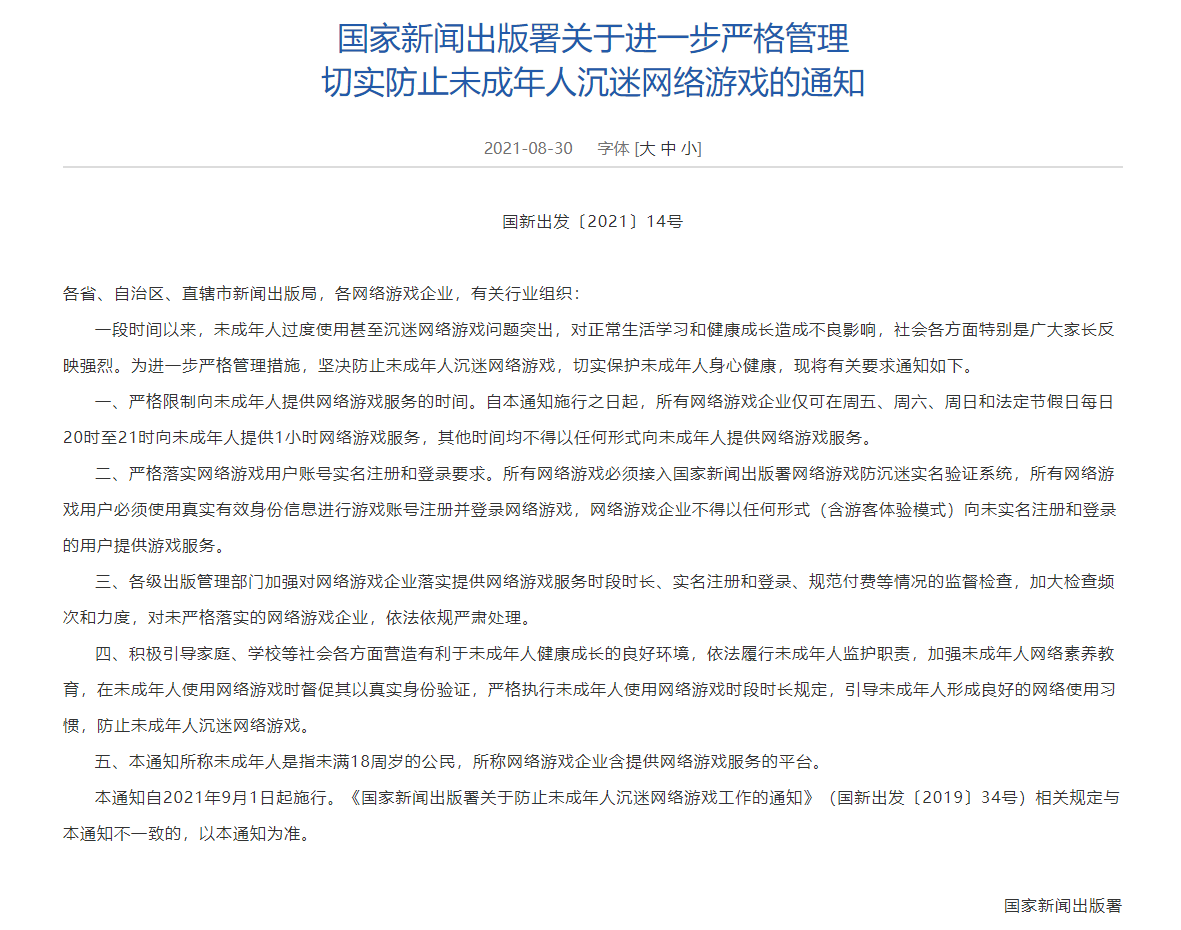 国家新闻出版署关于进一步严格管理
切实防止未成年人沉迷网络游戏的通知
2021-08-30 字体 [大 中 小]
国新出发〔2021〕14号
各省、自治区、直辖市新闻出版局，各网络游戏企业，有关行业组织：
一段时间以来，未成年人过度使用甚至沉迷网络游戏问题突出，对正常生活学习和健康成长造成不良影响，社会各方面特别是广大家长反
映强烈。为进一步严格管理措施，坚决防止未成年人沉迷网络游戏，切实保护未成年人身心健康，现将有关要求通知如下。
一、严格限制向未成年人提供网络游戏服务的时间。自本通知施行之日起，所有网络游戏企业仅可在周五、周六、周日和法定节假日每日
20时至21时向未成年人提供1小时网络游戏服务，其他时间均不得以任何形式向未成年人提供网络游戏服务。
二、严格落实网络游戏用户账号实名注册和登录要求。所有网络游戏必须接入国家新闻出版署网络游戏防沉迷实名验证系统，所有网络游
戏用户必须使用真实有效身份信息进行游戏账号注册并登录网络游戏，网络游戏企业不得以任何形式（含游客体验模式）向未实名注册和登录
的用户提供游戏服务。
三、各级出版管理部门加强对网络游戏企业落实提供网络游戏服务时段时长、实名注册和登录、规范付费等情况的监督检查，加大检查频
次和力度，对未严格落实的网络游戏企业，依法依规严肃处理。
四、积极引导家庭、学校等社会各方面营造有利于未成年人健康成长的良好环境，依法履行未成年人监护职责，加强未成年人网络素养教
育，在未成年人使用网络游戏时督促其以真实身份验证，严格执行未成年人使用网络游戏时段时长规定，引导未成年人形成良好的网络使用习
惯，防止未成年人沉迷网络游戏。
五、本通知所称未成年人是指未满18周岁的公民，所称网络游戏企业含提供网络游戏服务的平台。
本通知自2021年9月1日起施行。《国家新闻出版署关于防止未成年人沉迷网络游戏工作的通知》（国新出发〔2019〕34号）相关规定与
本通知不一致的，以本通知为准。
国家新闻出版署